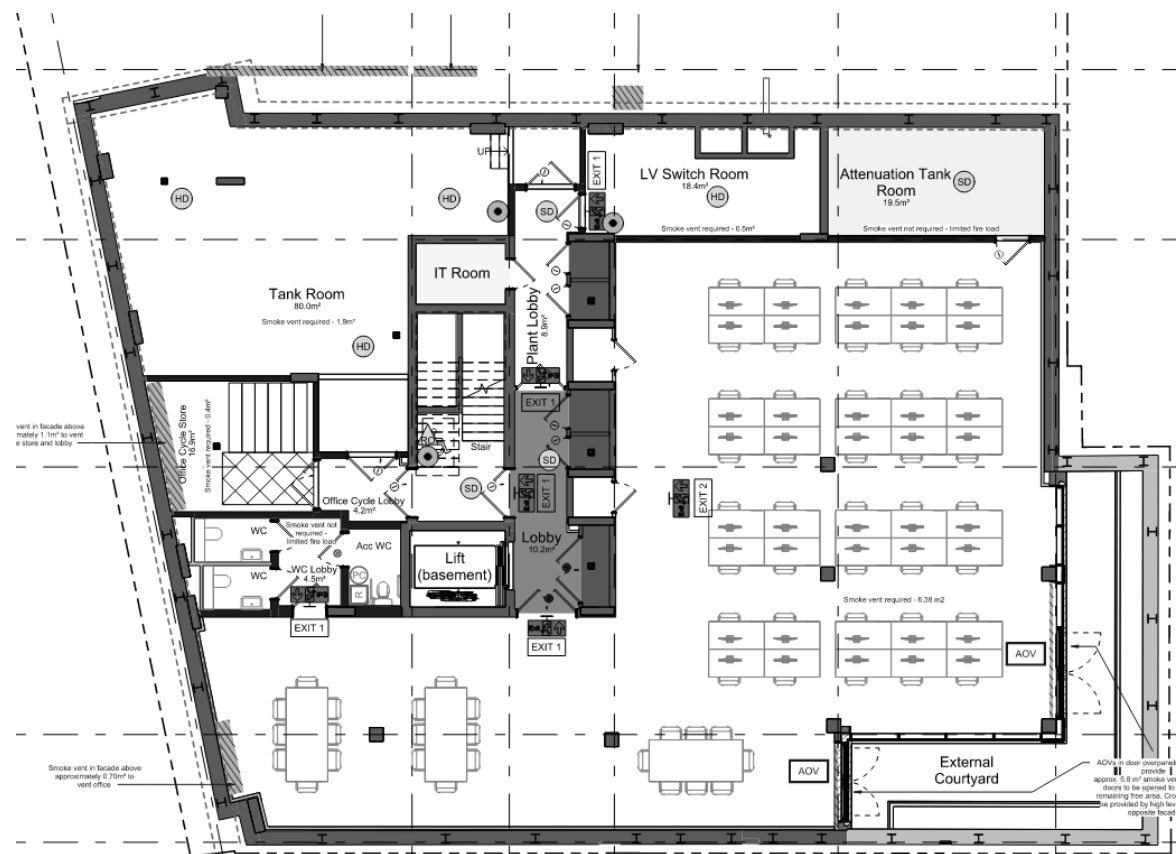 UP
EXIT 1
LV Switch Room
18.4m²
HD
Smoke vent required - 0.5m²
Attenuation Tank
Room
19.5m²
SD
Smoke vent not required - limited fire load
HD
HD
SD
IT Room
Tank Room
80.0m²
Smoke vent required - 1.9m²
HD
Plant Lobby
8.9m²
EXIT 1
vent in facade above
mately 1.1m² to vent
e store and lobby
Office Cycle Store
16.9m²
Smoke vent required - 0.4m²
Stair
SD
SD
EXIT 1
EXIT 2
Office Cycle Lobby
4.2m²
WC
Smoke vent not
required -
limited fire load
Acc WC
Lift
(basement)
Lobby
10.2m²
WC
WC Lobby
4.5m²
PC
R
EXIT 1
EXIT 1
Smoke vent required - 6.38 m2
AOV
Smoke vent in facade above
approximately 0.70m² to
vent office
AOV
External
Courtyard
AOVs in door overpanel
provide
approx. 5.8 m² smoke ve
doors to be opened to
remaining free area. Cro
be provided by high lev
opposite facad